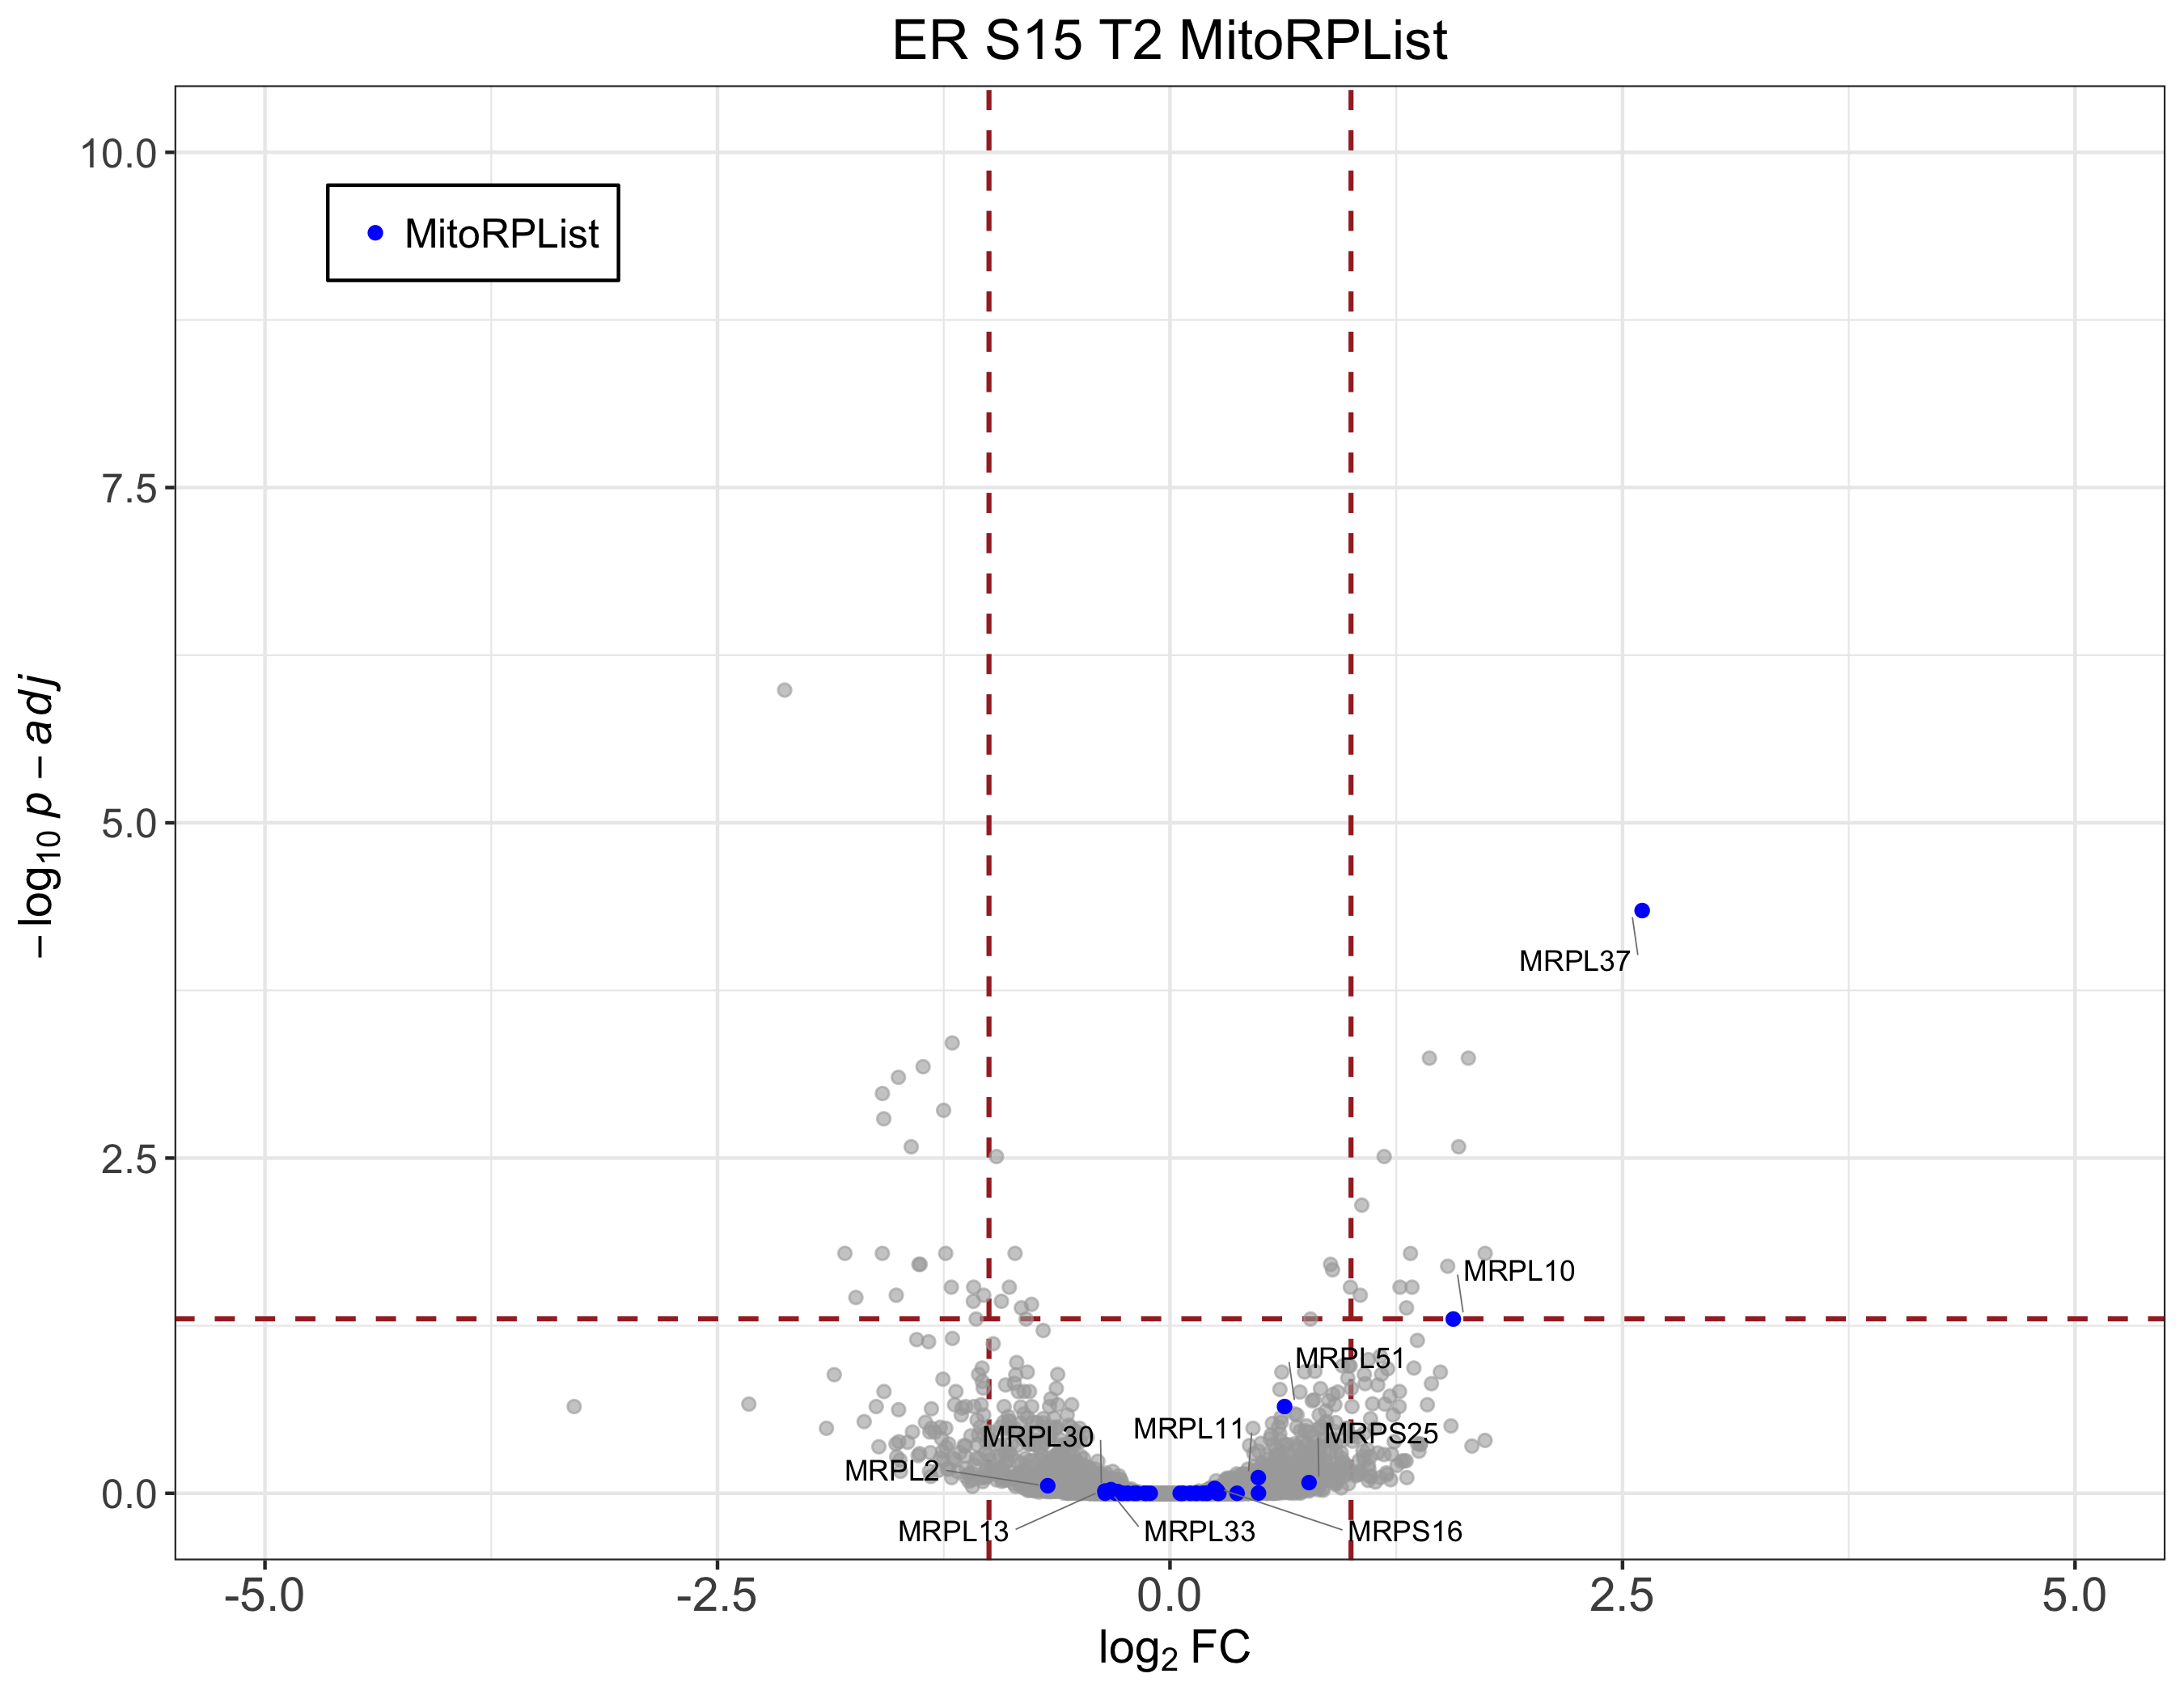 ER S15 T2 MitoRPList
10.0
MitoRPList
7.5
5.0
2.5
0.0
−log10 p − adj
MRPL37
MRPL10
MRPL51
MRPL11
MRPS25
MRPL30
MRPL2
MRPL13
MRPL33
MRPS16
-5.0
-2.5
0.0
2.5
5.0
log2 FC